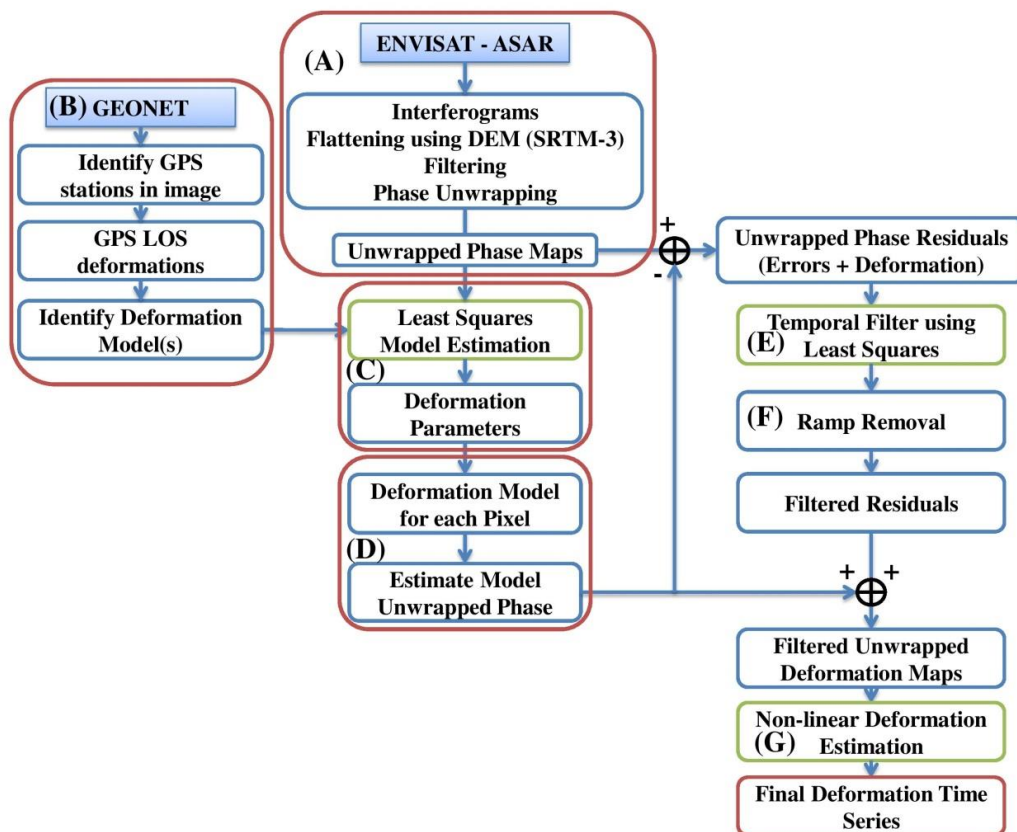 (A)
ENVISAT - ASAR
Interferograms
Flattening using DEM (SRTM-3)
Filtering
Phase Unwrapping
Unwrapped Phase Maps
(B) GEONET
Identify GPS
stations in image
GPS LOS
deformations
Identify Deformation
Model(s)
Least Squares
Model Estimation
(C)
Deformation
Parameters
Deformation Model
for each Pixel
(D)
Estimate Model
Unwrapped Phase
+
-
Unwrapped Phase Residuals
(Errors + Deformation)
Temporal Filter using
(E) Least Squares
(F) Ramp Removal
Filtered Residuals
+ +
Filtered Unwrapped
Deformation Maps
Non-linear Deformation
(G) Estimation
Final Deformation Time
Series